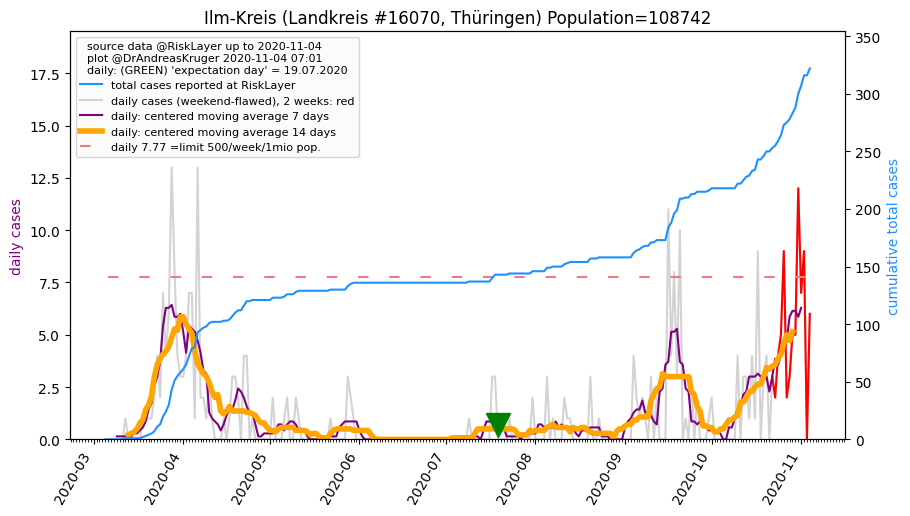 Ilm-Kreis (Landkreis #16070, Thüringen) Population=108742
source data @RiskLayer up to 2020-11-04
plot @DrAndreasKruger 2020-11-04 07:01
daily: (GREEN) 'expectation day' = 19.07.2020
total cases reported at RiskLayer
daily cases (weekend-flawed), 2 weeks: red
daily: centered moving average 7 days
daily: centered moving average 14 days
daily 7.77 =limit 500/week/1mio pop.
daily cases
17.5
15.0
12.5
10.0
7.5
5.0
2.5
0.0
350
300
250
200
150
100
50
0
cumulative total cases
2020-03
2020-04
2020-05
2020-06
2020-07
2020-08
2020-09
2020-10
2020-11